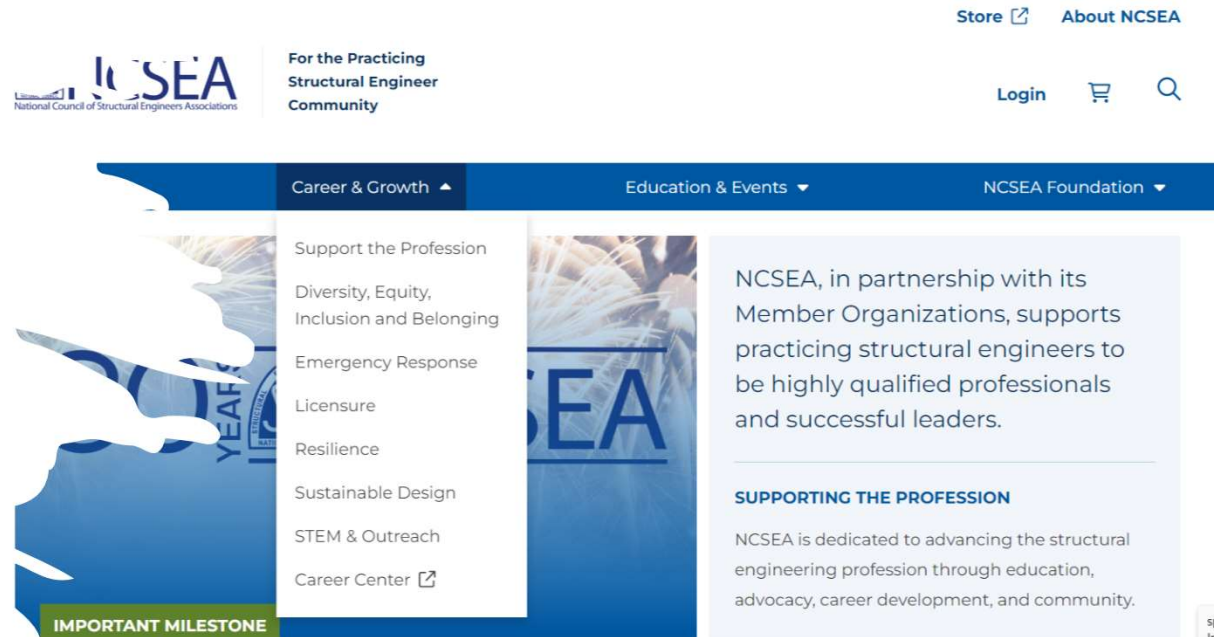 Store About NCSEA
NCSEA
National Council of Structural Engineers Associations
For the Practicing
Structural Engineer
Community
Login
Career & Growth
Education & Events
NCSEA Foundation
Support the Profession
Diversity, Equity,
Inclusion and Belonging
Emergency Response
Licensure
Resilience
Sustainable Design
STEM & Outreach
Career Center
YEARS
SEA
NCSEA, in partnership with its
Member Organizations, supports
practicing structural engineers to
be highly qualified professionals
and successful leaders.
SUPPORTING THE PROFESSION
NCSEA is dedicated to advancing the structural
engineering profession through education,
advocacy, career development, and community.
IMPORTANT MILESTONE